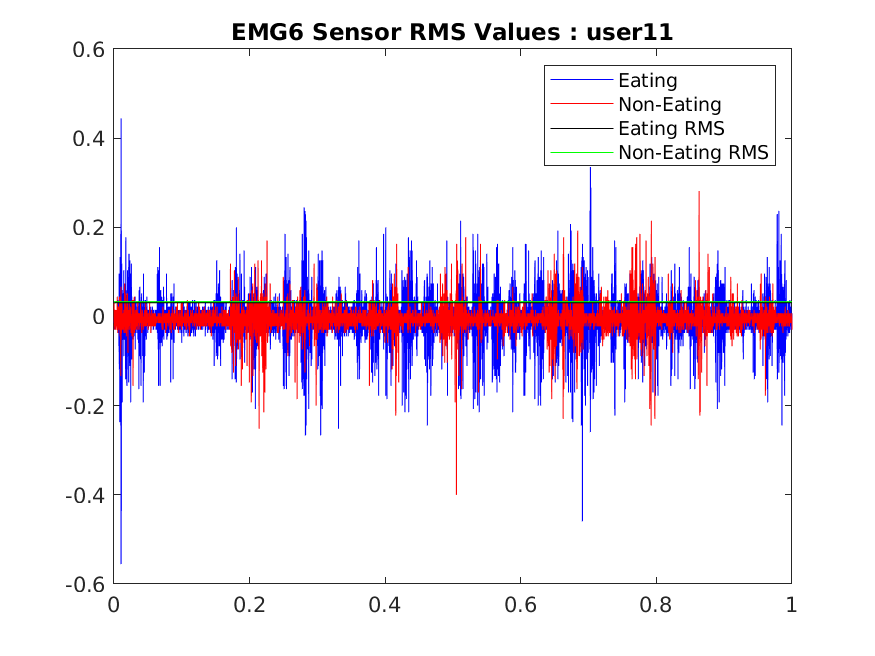 EMG6 Sensor RMS Values : user11
Eating
Non-Eating
Eating RMS
Non-Eating RMS
0.6
0.4
0.2
0
-0.2
-0.4
-0.6
0 0.2 0.4 0.6 0.8 1